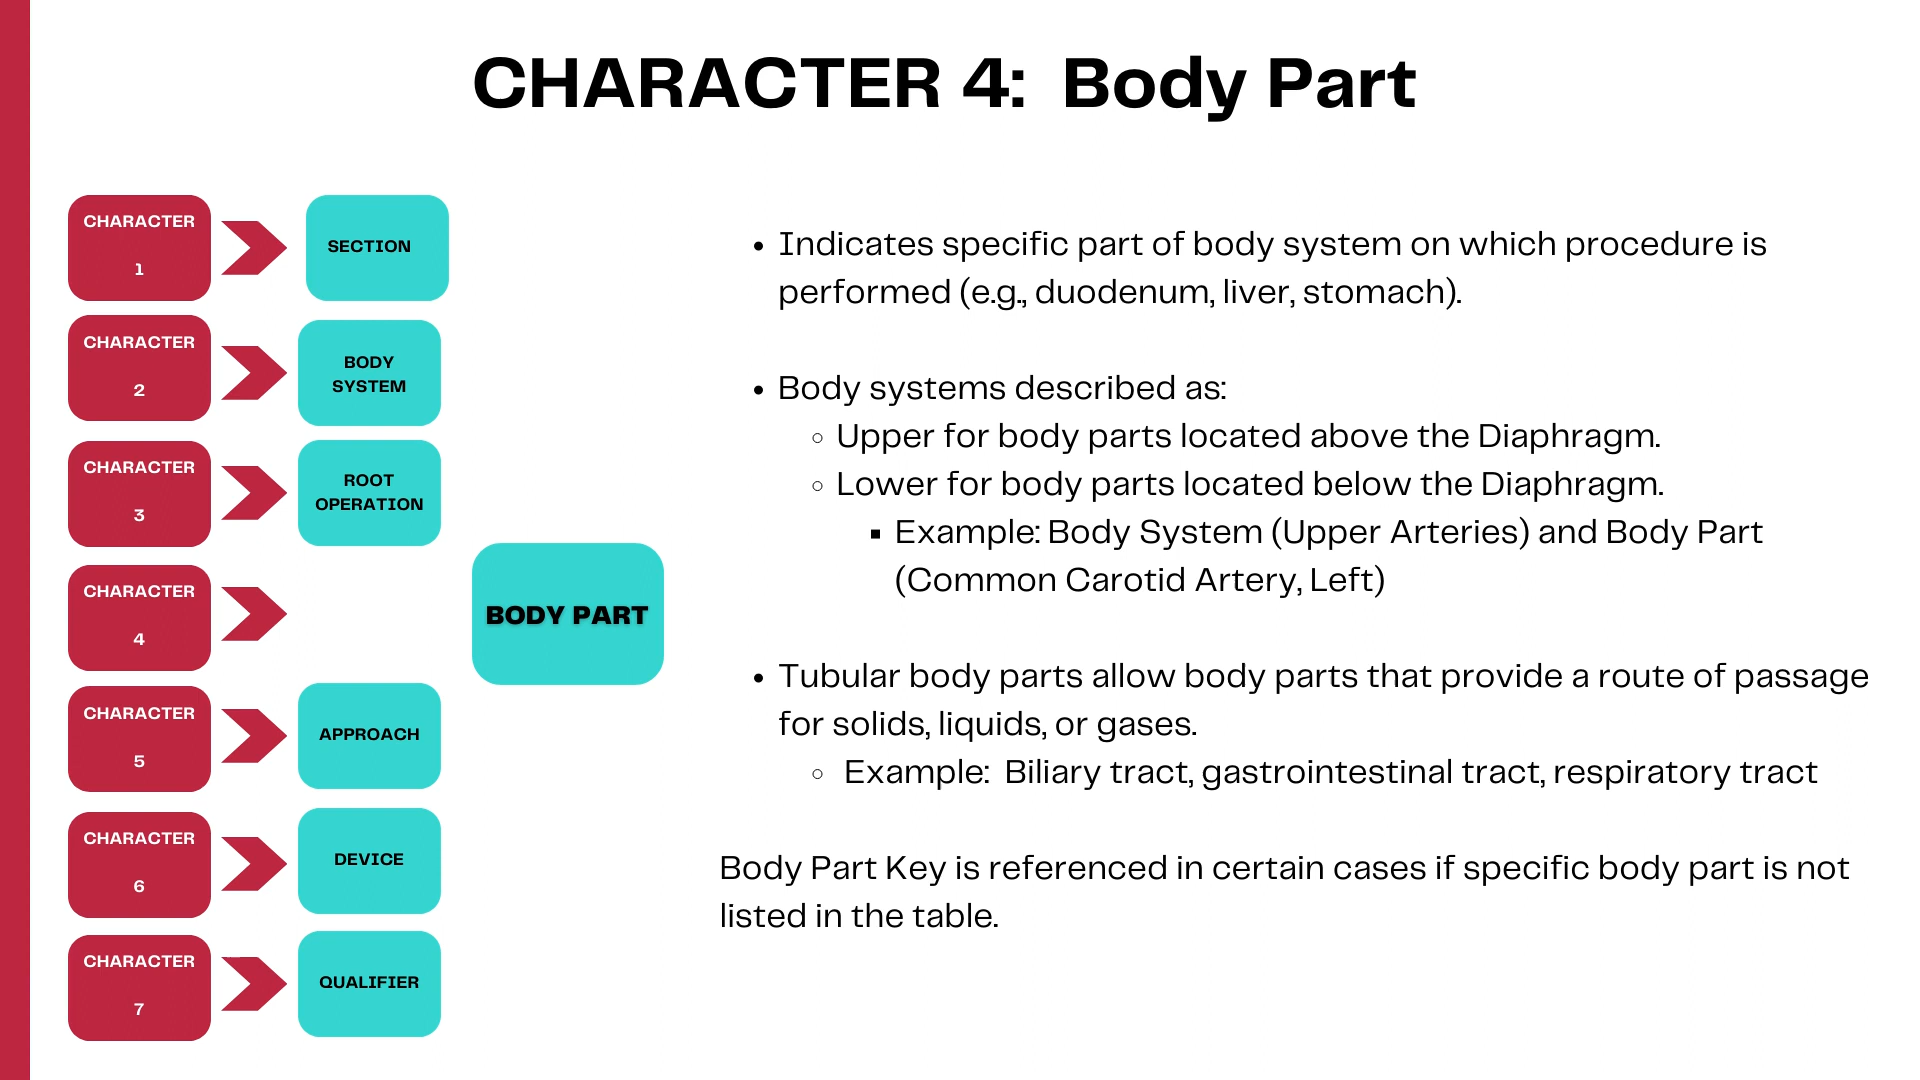 CHARACTER 4: Body Part
CHARACTER
1
SECTION
CHARACTER
2
BODY
SYSTEM
CHARACTER
3
ROOT
OPERATION
CHARACTER
4
BODY PART
CHARACTER
5
APPROACH
CHARACTER
6
DEVICE
CHARACTER
7
QUALIFIER
• Indicates specific part of body system on which procedure is
performed (e.g., duodenum, liver, stomach).
• Body systems described as:
○ Upper for body parts located above the Diaphragm.
○ Lower for body parts located below the Diaphragm.
▪ Example: Body System (Upper Arteries) and Body Part
(Common Carotid Artery, Left)
• Tubular body parts allow body parts that provide a route of passage
for solids, liquids, or gases.
○ Example: Biliary tract, gastrointestinal tract, respiratory tract
Body Part Key is referenced in certain cases if specific body part is not
listed in the table.